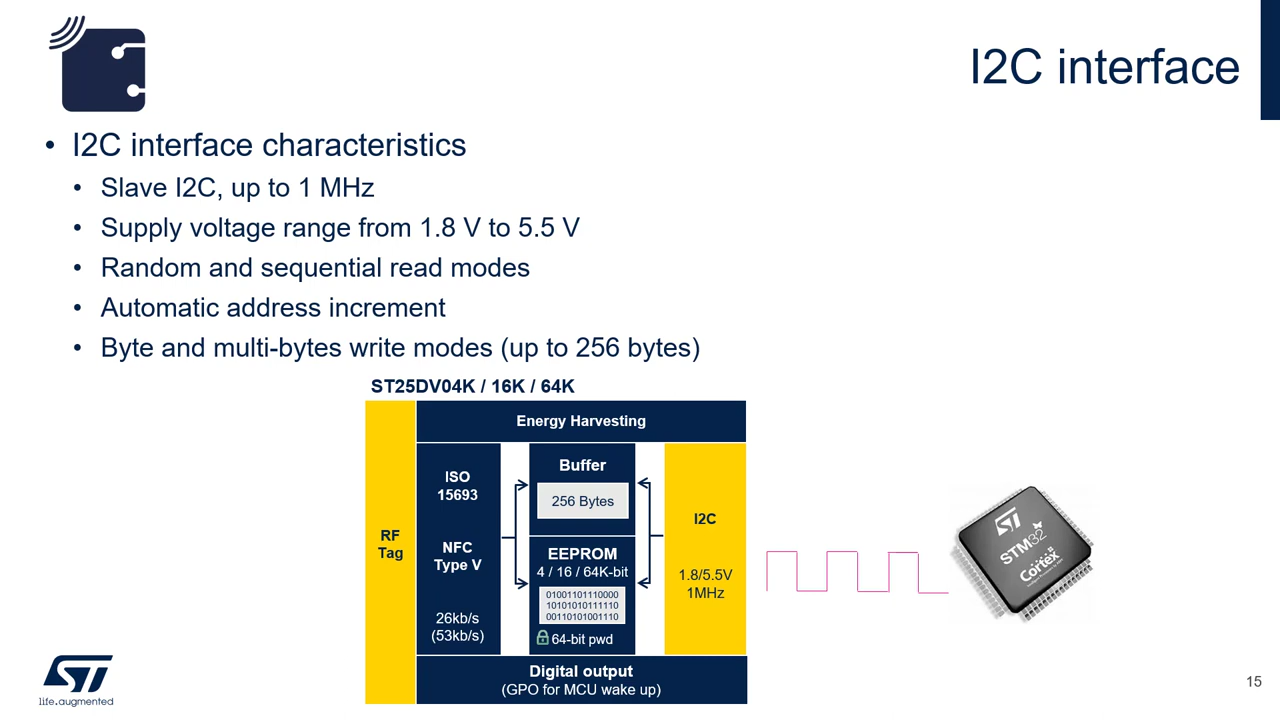 I2C interface
• I2C interface characteristics
• Slave I2C, up to 1 MHz
• Supply voltage range from 1.8 V to 5.5 V
• Random and sequential read modes
• Automatic address increment
• Byte and multi-bytes write modes (up to 256 bytes)
ST25DV04K / 16K / 64K
Energy Harvesting
RF
Tag
ISO
15693
NFC
Type V
26kb/s
(53kb/s)
Buffer
256 Bytes
EEPROM
4 / 16 / 64K-bit
01001101110000
10101010111110
00110101001110
64-bit pwd
I2C
1.8/5.5V
1MHz
Digital output
(GPO for MCU wake up)
ST
STM32
Cortex
ST
life.augmented
15